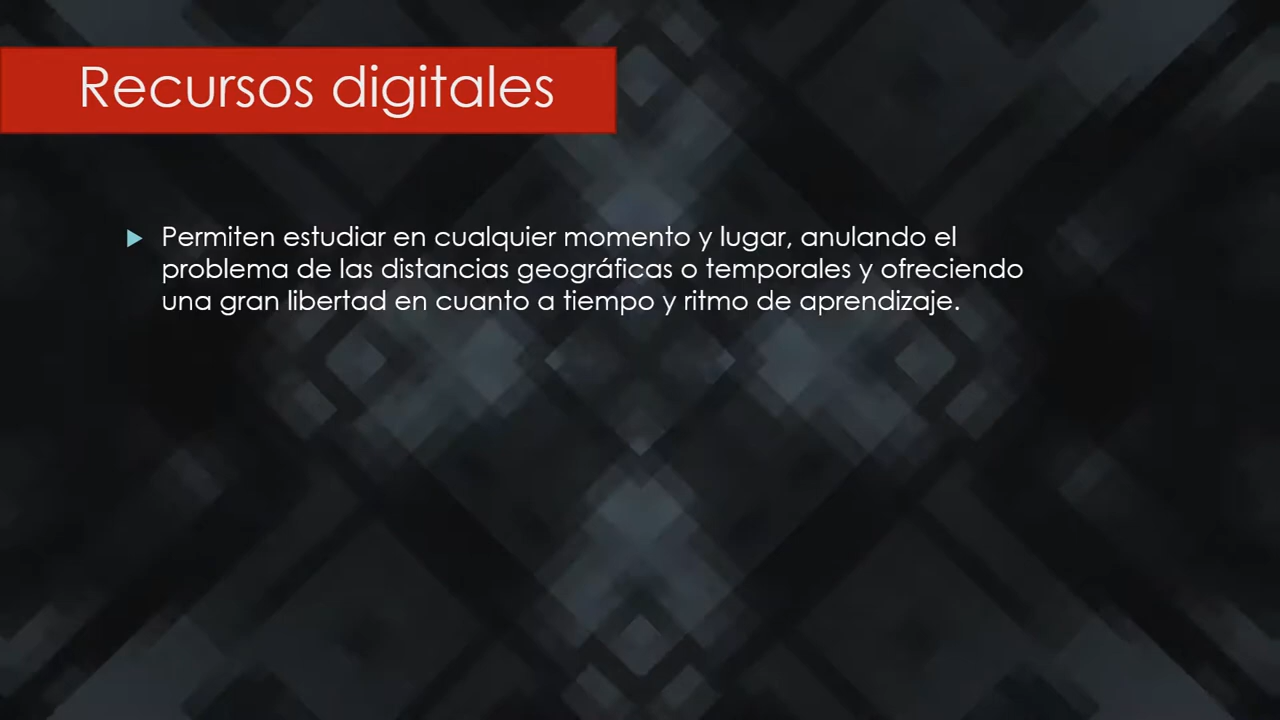 Recursos digitales
Permiten estudiar en cualquier momento y lugar, anulando el
problema de las distancias geográficas o temporales y ofreciendo
una gran libertad en cuanto a tiempo y ritmo de aprendizaje.